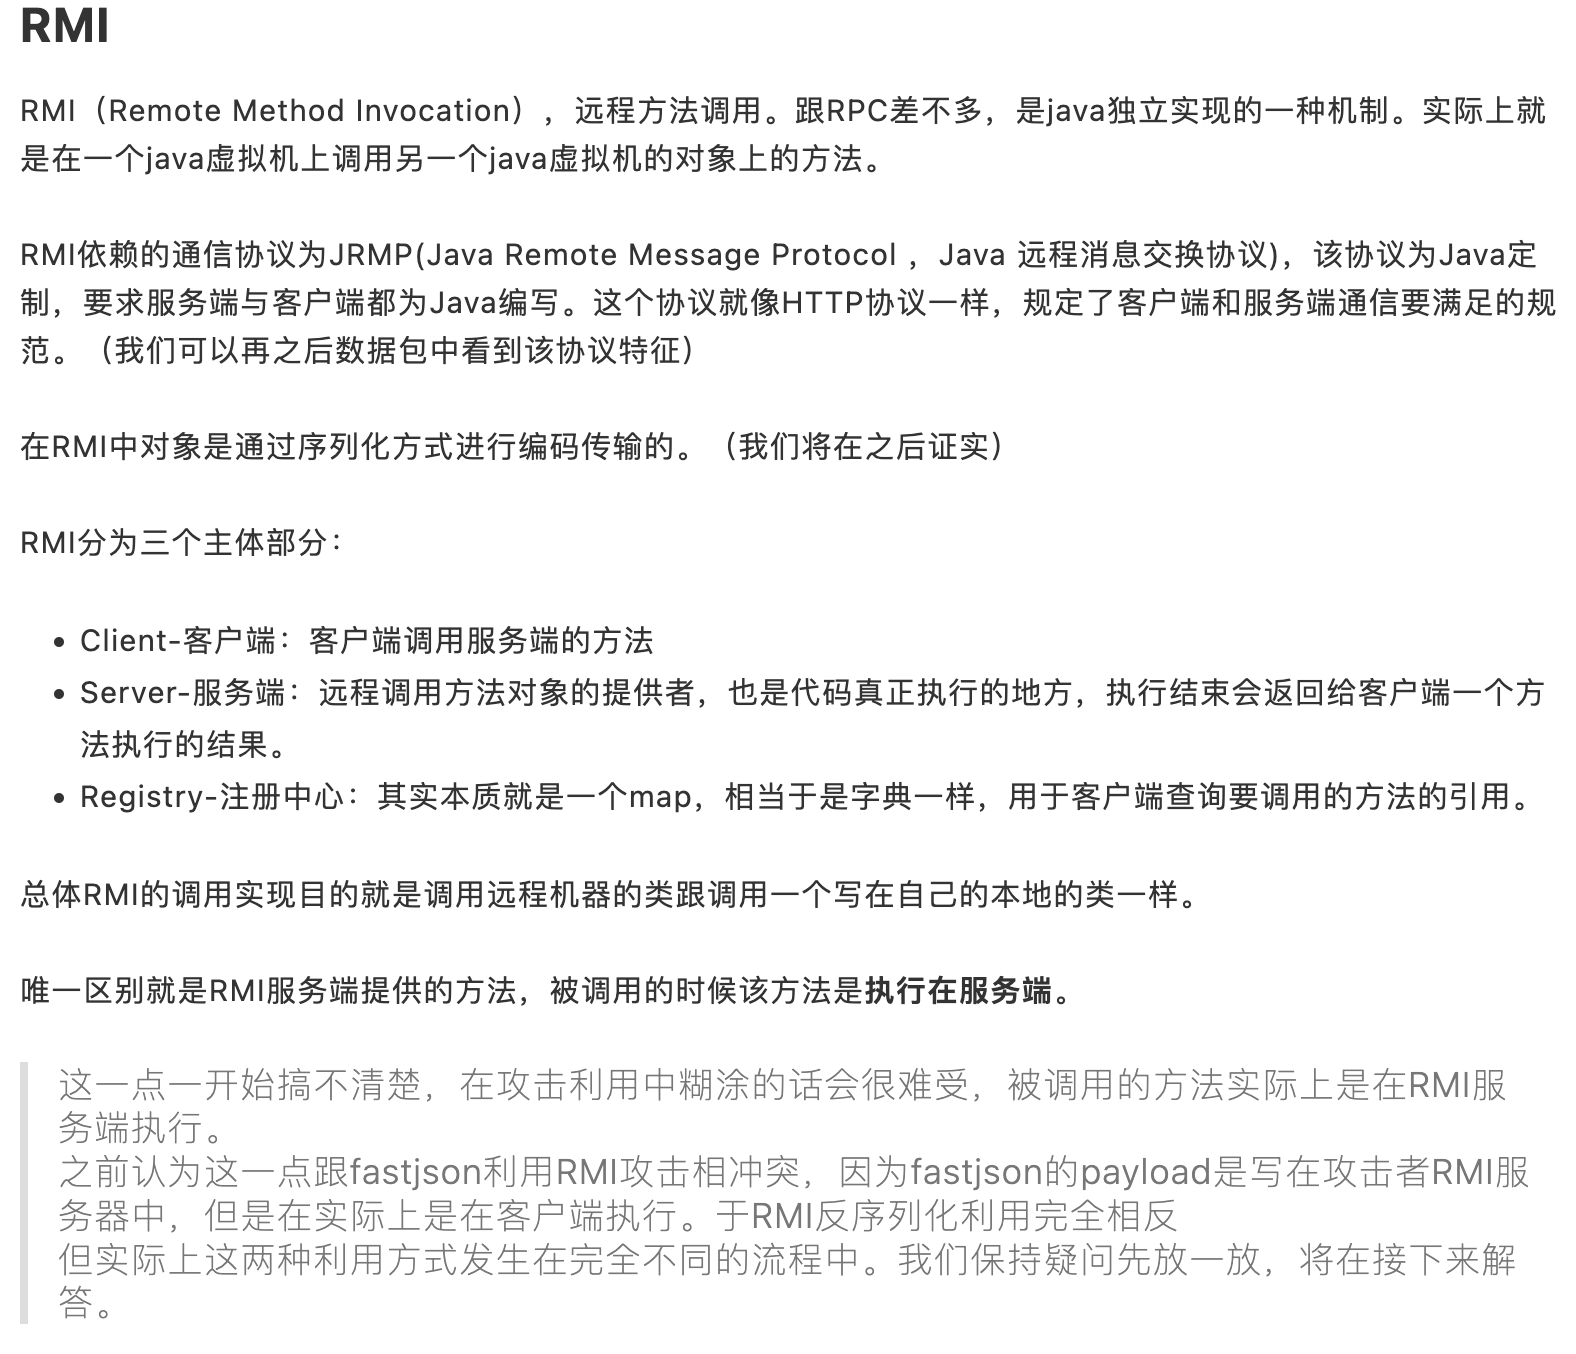 RMI
RMI（Remote Method Invocation），远程方法调用。跟RPC差不多，是java独立实现的一种机制。实际上就
是在一个java虚拟机上调用另一个java虚拟机的对象上的方法。
RMI依赖的通信协议为JRMP(Java Remote Message Protocol ，Java 远程消息交换协议)，该协议为Java定
制，要求服务端与客户端都为Java编写。这个协议就像HTTP协议一样，规定了客户端和服务端通信要满足的规
范。（我们可以再之后数据包中看到该协议特征）
在RMI中对象是通过序列化方式进行编码传输的。（我们将在之后证实）
RMI分为三个主体部分：
• Client-客户端：客户端调用服务端的方法
• Server-服务端：远程调用方法对象的提供者，也是代码真正执行的地方，执行结束会返回给客户端一个方
法执行的结果。
• Registry-注册中心：其实本质就是一个map，相当于是字典一样，用于客户端查询要调用的方法的引用。
总体RMI的调用实现目的就是调用远程机器的类跟调用一个写在自己的本地的类一样。
唯一区别就是RMI服务端提供的方法，被调用的时候该方法是执行在服务端。
这一点一开始搞不清楚，在攻击利用中糊涂的话会很难受，被调用的方法实际上是在RMI服
务端执行。
之前认为这一点跟fastjson利用RMI攻击相冲突，因为fastjson的payload是写在攻击者RMI服
务器中，但是在实际上是在客户端执行。于RMI反序列化利用完全相反
但实际上这两种利用方式发生在完全不同的流程中。我们保持疑问先放一放，将在接下来解
答。